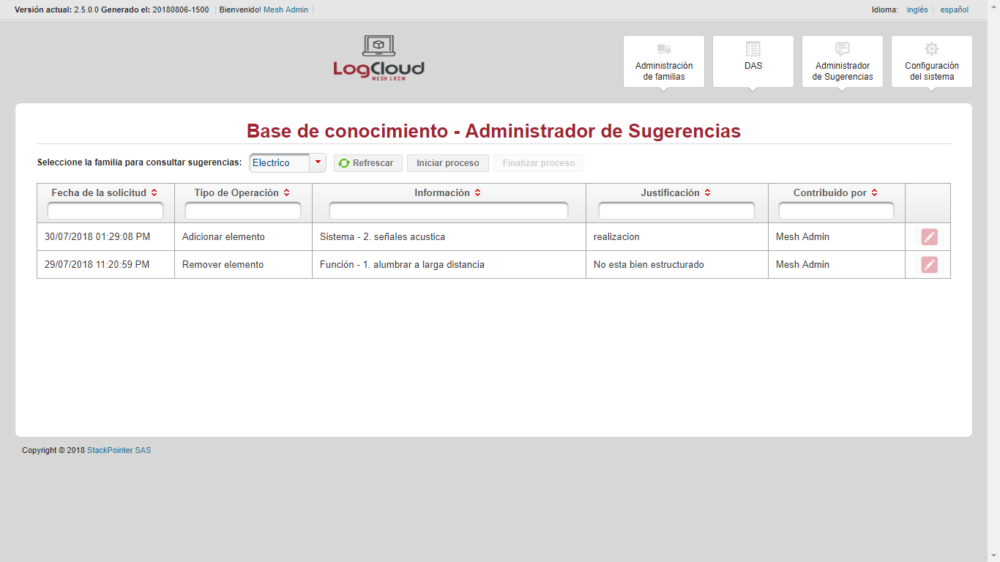 Versión actual: 2.5.0.0 Generado el: 20180806-1500 Bienvenido! Mesh Admin Idioma: inglés español
LogCloud
MESH LRCM
Administración
de familias
DAS
Administrador
de Sugerencias
Configuración
del sistema
Base de conocimiento - Administrador de Sugerencias
Seleccione la familia para consultar sugerencias: Electrico Refrescar Iniciar proceso Finalizar proceso
Fecha de la solicitud Tipo de Operación Información Justificación Contribuido por
30/07/2018 01:29:08 PM Adicionar elemento Sistema - 2. señales acustica realizacion Mesh Admin
29/07/2018 11:20:59 PM Remover elemento Función - 1. alumbrar a larga distancia No esta bien estructurado Mesh Admin
Copyright © 2018 StackPointer SAS